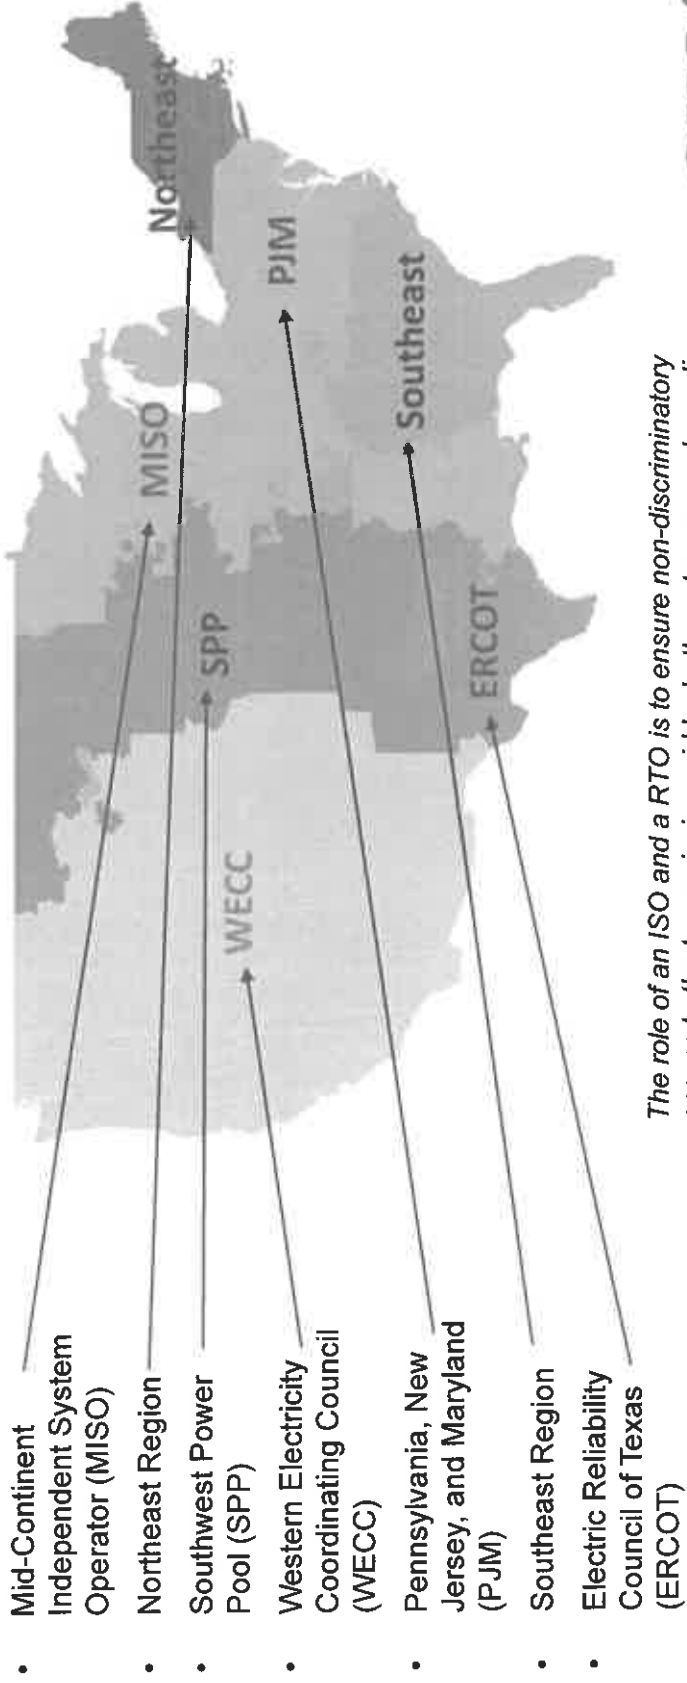 • Mid-Continent
Independent System
Operator (MISO)
• Northeast Region
• Southwest Power
Pool (SPP)
• Western Electricity
Coordinating Council
(WECC)
• Pennsylvania, New
Jersey, and Maryland
(PJM)
• Southeast Region
• Electric Reliability
Council of Texas
(ERCOT)
MISO
Northeast
SPP
WECC
PJM
Southeast
ERCOT
The role of an ISO and a RTO is to ensure non-discriminatory